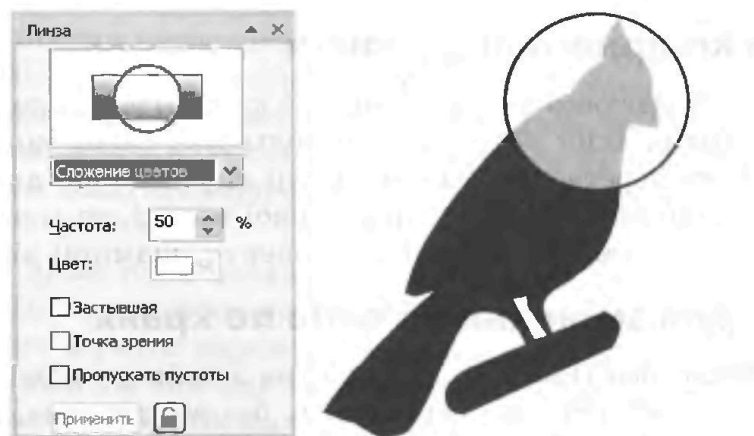 Линза
Сложение цветов
Частота: 50 %
Цвет:
Застывшая
Точка зрения
Пропускать пустоты
Применить